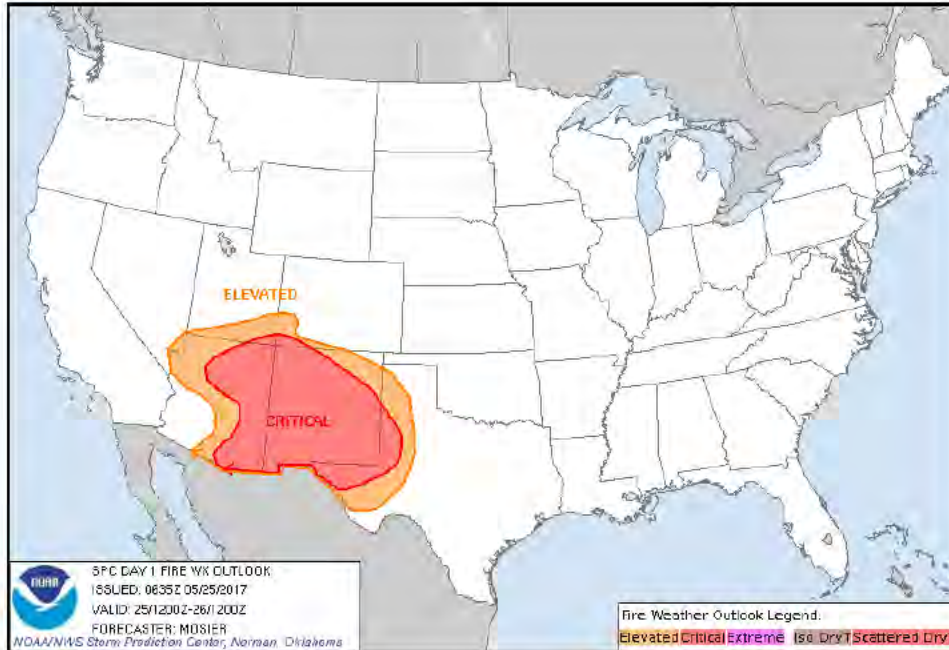 ELEVATED
CRITICAL
NOAA
SPC DAY 1 FIRE WX OUTLOOK
ISSUED: 0635Z 05/25/2017
VALID: 25/1200Z-26/1200Z
FORECASTER: MOSIER
NOAA/NWS Storm Prediction Center, Norman, Oklahoma
Fire Weather Outlook Legend:
Elevated Critical Extreme Iso DryT Scattered Dry